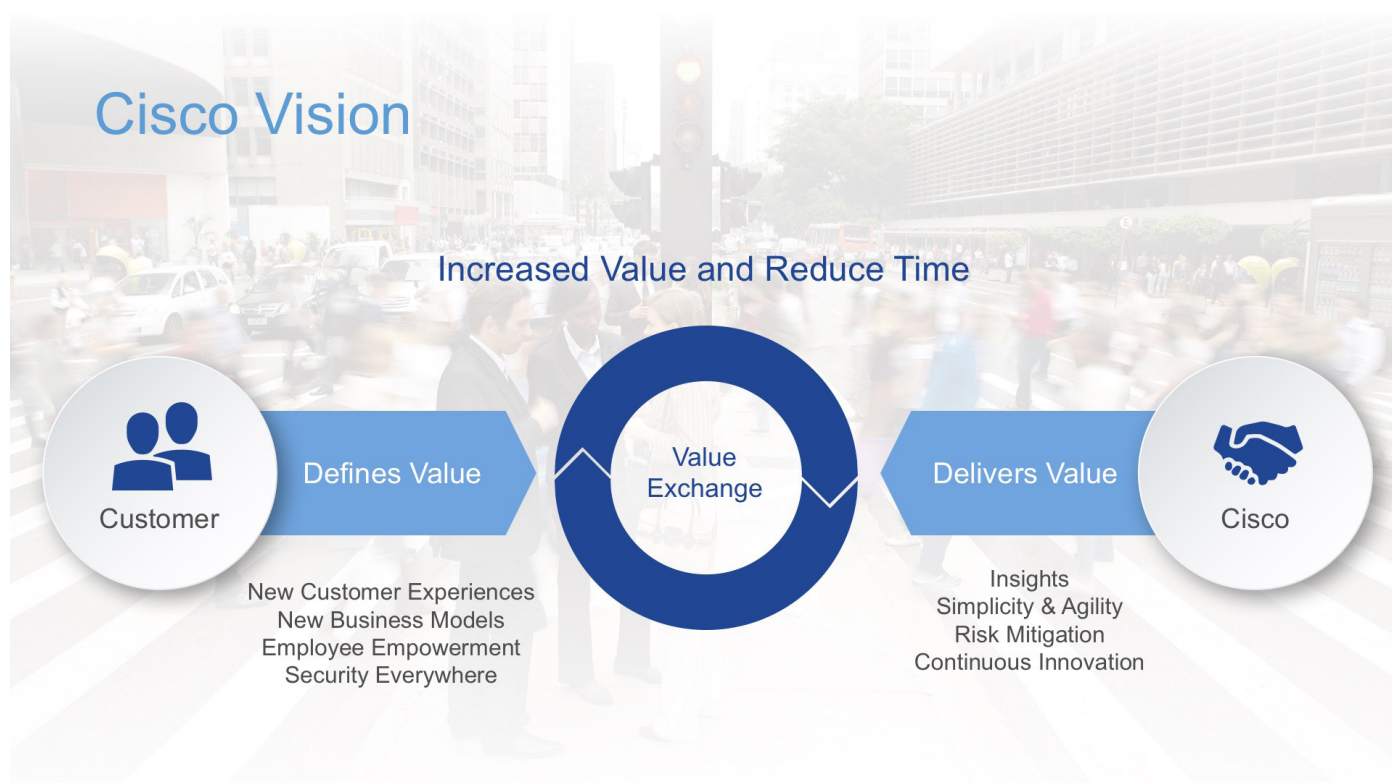 Cisco Vision
Increased Value and Reduce Time
Customer
Defines Value
Value
Exchange
Delivers Value
Cisco
New Customer Experiences
New Business Models
Employee Empowerment
Security Everywhere
Insights
Simplicity & Agility
Risk Mitigation
Continuous Innovation